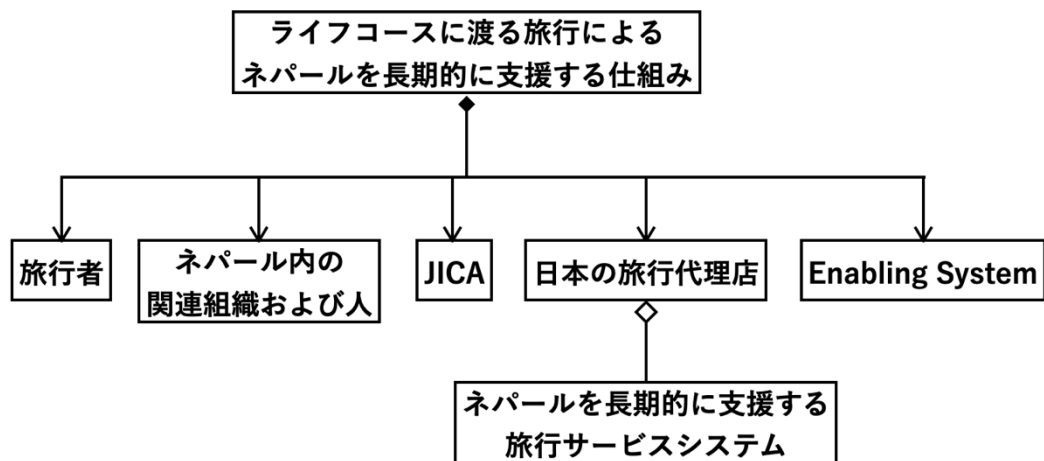 ライフコースに渡る旅行による
ネパールを長期的に支援する仕組み
旅行者
ネパール内の
関連組織および人
JICA
日本の旅行代理店
Enabling System
ネパールを長期的に支援する
旅行サービスシステム